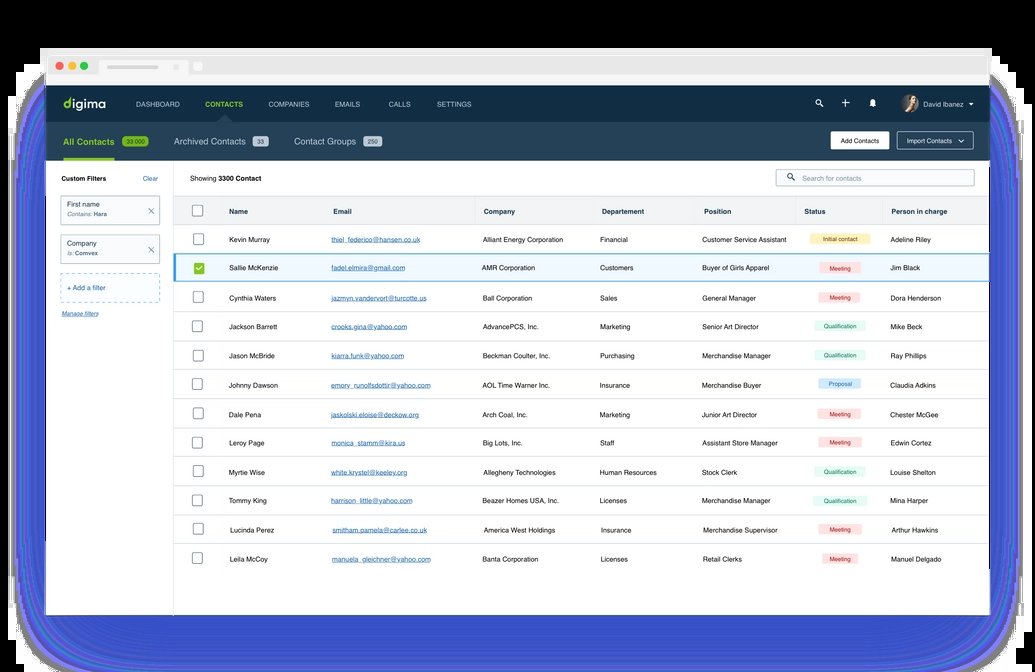 digima DASHBOARD CONTACTS COMPANIES EMAILS CALLS SETTINGS David Ibanez
All Contacts 33 000 Archived Contacts 33 Contact Groups 250 Add Contacts Import Contacts
Custom Filters Clear
First name
Contains: Hara
Company
Is: Comvex
+ Add a filter
Manage filters
Showing 3300 Contact Search for contacts
Name Email Company Departement Position Status Person in charge
Kevin Murray thiel_federico@hansen.co.uk Alliant Energy Corporation Financial Customer Service Assistant Initial contact Adeline Riley
Sallie McKenzie fadel.elmira@gmail.com AMR Corporation Customers Buyer of Girls Apparel Meeting Jim Black
Cynthia Waters jazmyn.vandervort@turcotte.us Ball Corporation Sales General Manager Meeting Dora Henderson
Jackson Barrett crooks.gina@yahoo.com AdvancePCS, Inc. Marketing Senior Art Director Qualification Mike Beck
Jason McBride kiarra.funk@yahoo.com Beckman Coulter, Inc. Purchasing Merchandise Manager Qualification Ray Phillips
Johnny Dawson emory_runolfsdottir@yahoo.com AOL Time Warner Inc. Insurance Merchandise Buyer Proposal Claudia Adkins
Dale Pena jaskolski.eloise@deckow.org Arch Coal, Inc. Marketing Junior Art Director Meeting Chester McGee
Leroy Page monica_stamm@kira.us Big Lots, Inc. Staff Assistant Store Manager Meeting Edwin Cortez
Myrtie Wise white.krystel@keeley.org Allegheny Technologies Human Resources Stock Clerk Qualification Louise Shelton
Tommy King harrison_little@yahoo.com Beazer Homes USA, Inc. Licenses Merchandise Manager Qualification Mina Harper
Lucinda Perez smitham.pamela@carlee.co.uk America West Holdings Insurance Merchandise Supervisor Meeting Arthur Hawkins
Leila McCoy manuela_gleichner@yahoo.com Banta Corporation Licenses Retail Clerks Meeting Manuel Delgado